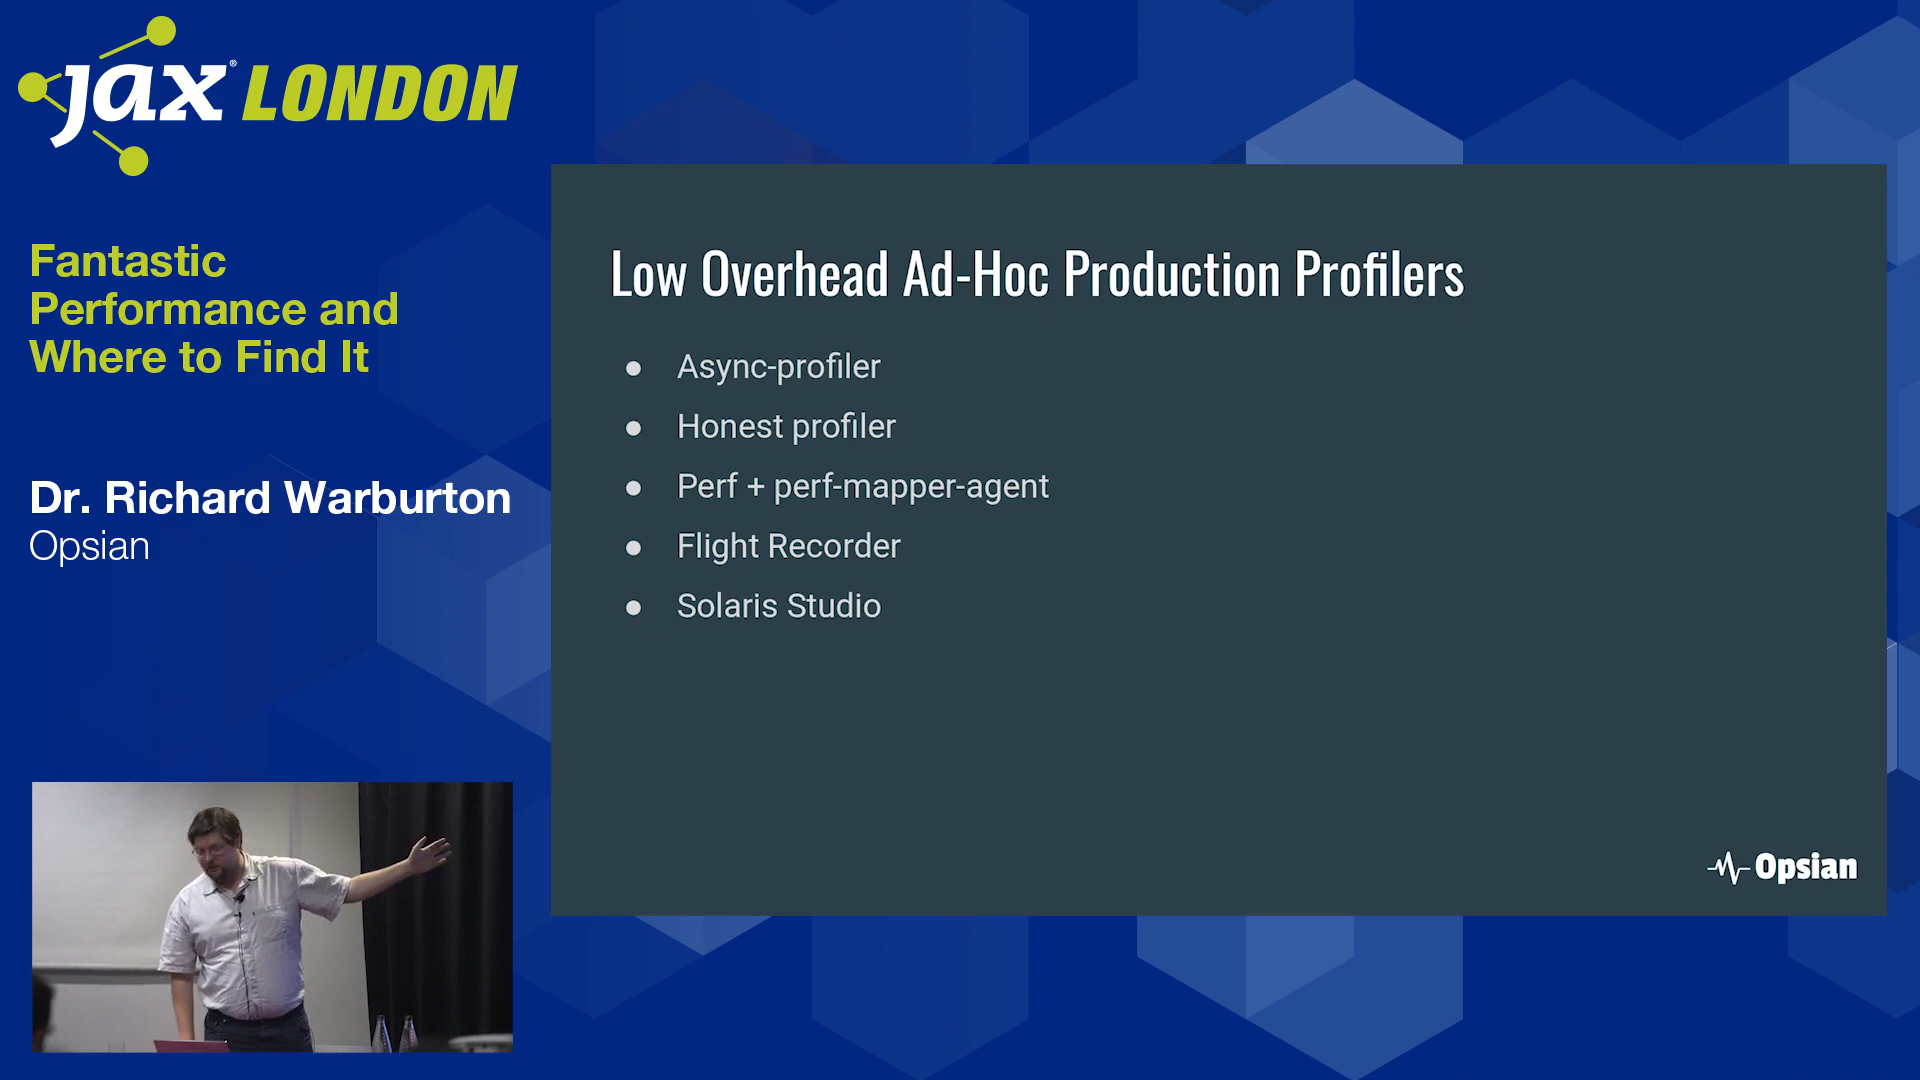 jax® LONDON
Fantastic
Performance and
Where to Find It
Dr. Richard Warburton
Opsian
Low Overhead Ad-Hoc Production Profilers
● Async-profiler
● Honest profiler
● Perf + perf-mapper-agent
● Flight Recorder
● Solaris Studio
Opsian